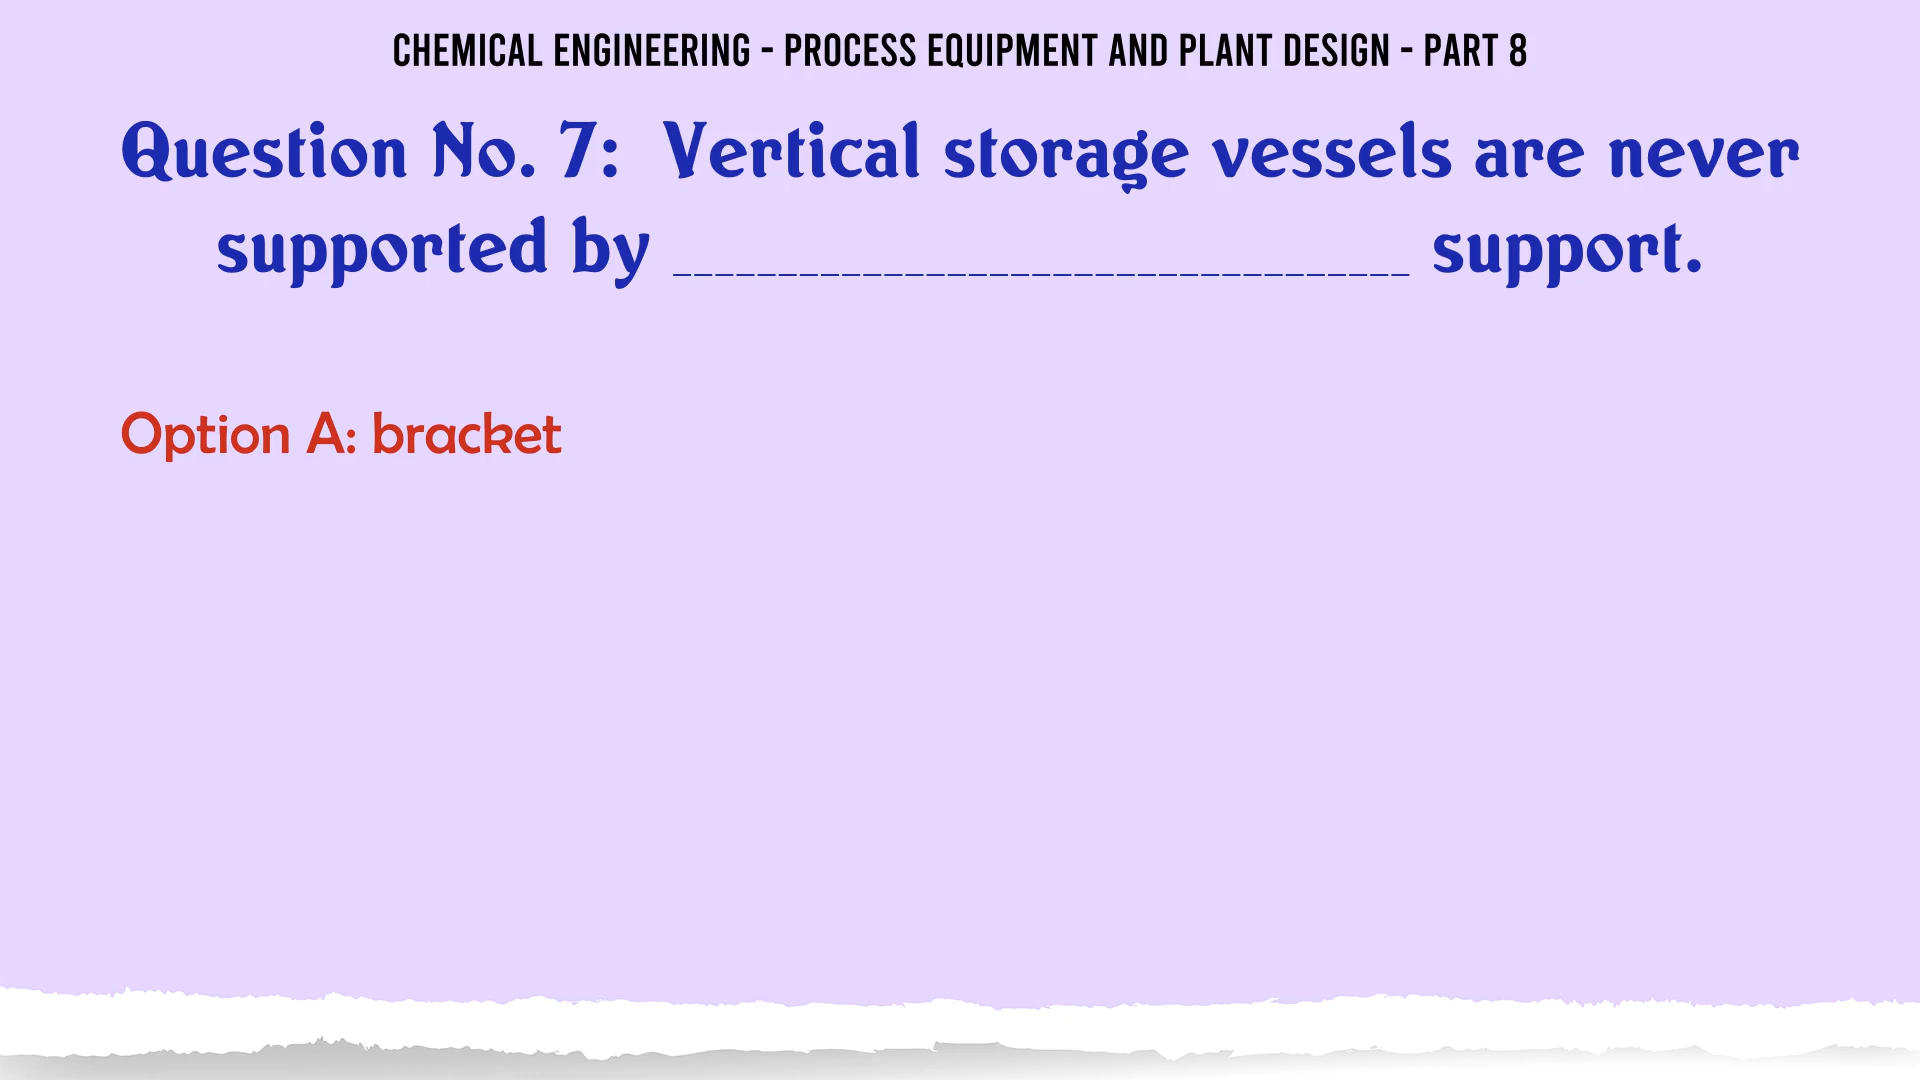 CHEMICAL ENGINEERING - PROCESS EQUIPMENT AND PLANT DESIGN - PART 8
Question No. 7: Vertical storage vessels are never
supported by ___________________________________ support.
Option A: bracket